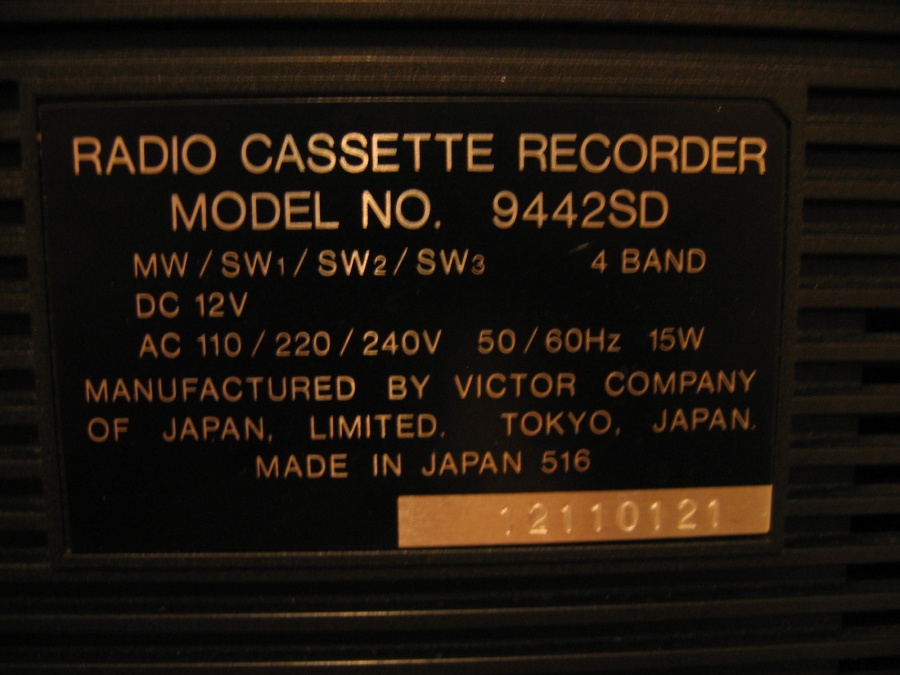 RADIO CASSETTE RECORDER
MODEL NO. 9442SD
MW / SW1 / SW2 / SW3 4 BAND
DC 12V
AC 110 / 220 / 240V 50 / 60Hz 15W
MANUFACTURED BY VICTOR COMPANY
OF JAPAN, LIMITED. TOKYO, JAPAN.
MADE IN JAPAN 516
12110121